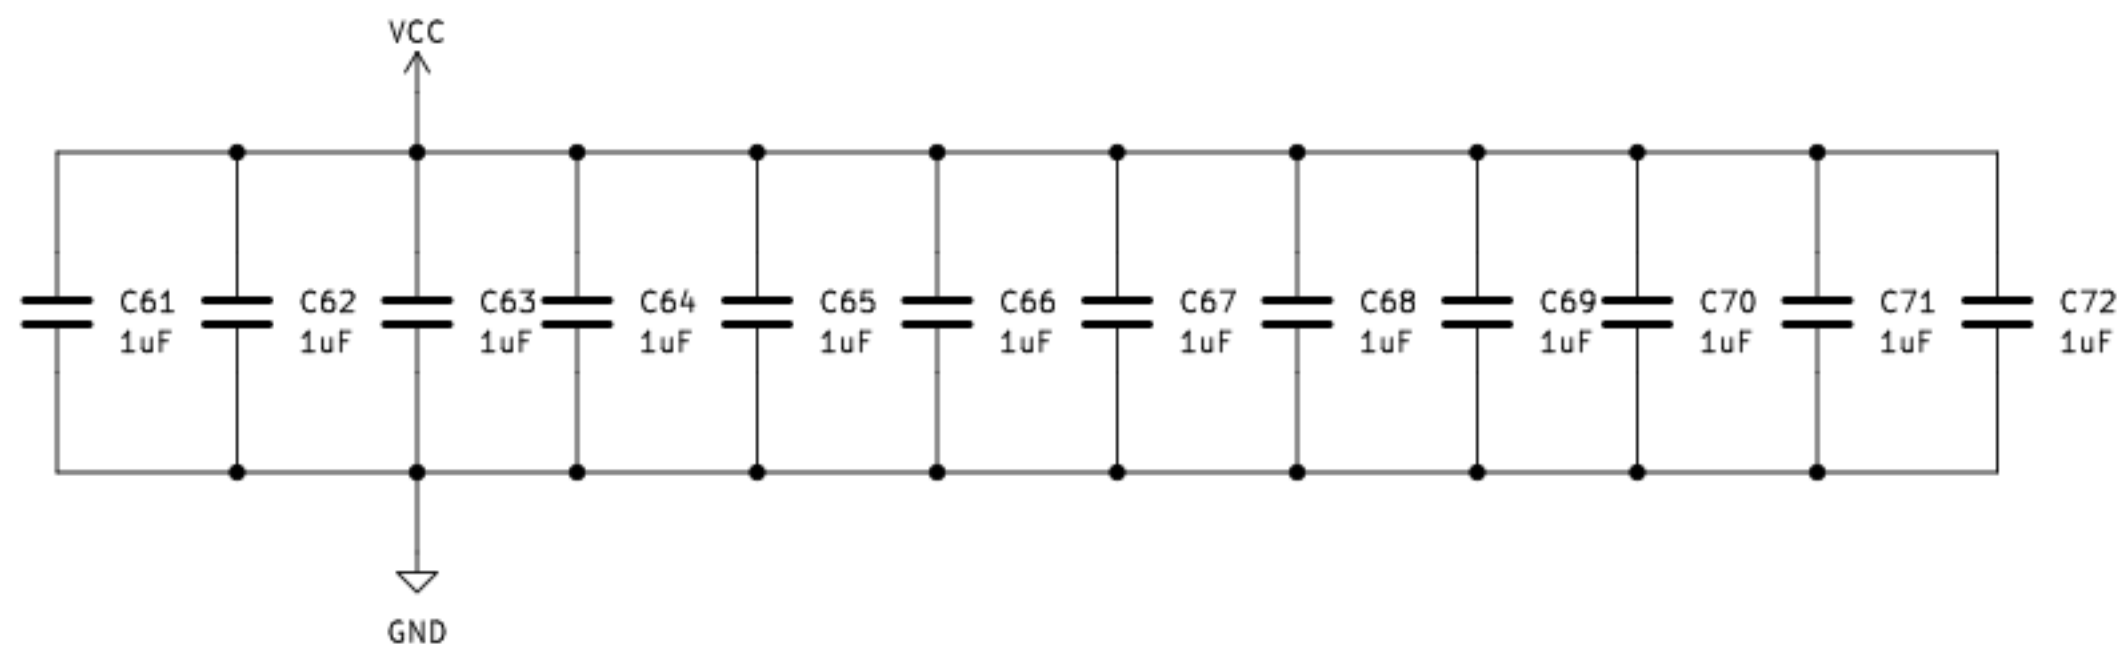 VCC
C61 C62 C63 C64 C65 C66 C67 C68 C69 C70 C71 C72
1uF 1uF 1uF 1uF 1uF 1uF 1uF 1uF 1uF 1uF 1uF 1uF
GND